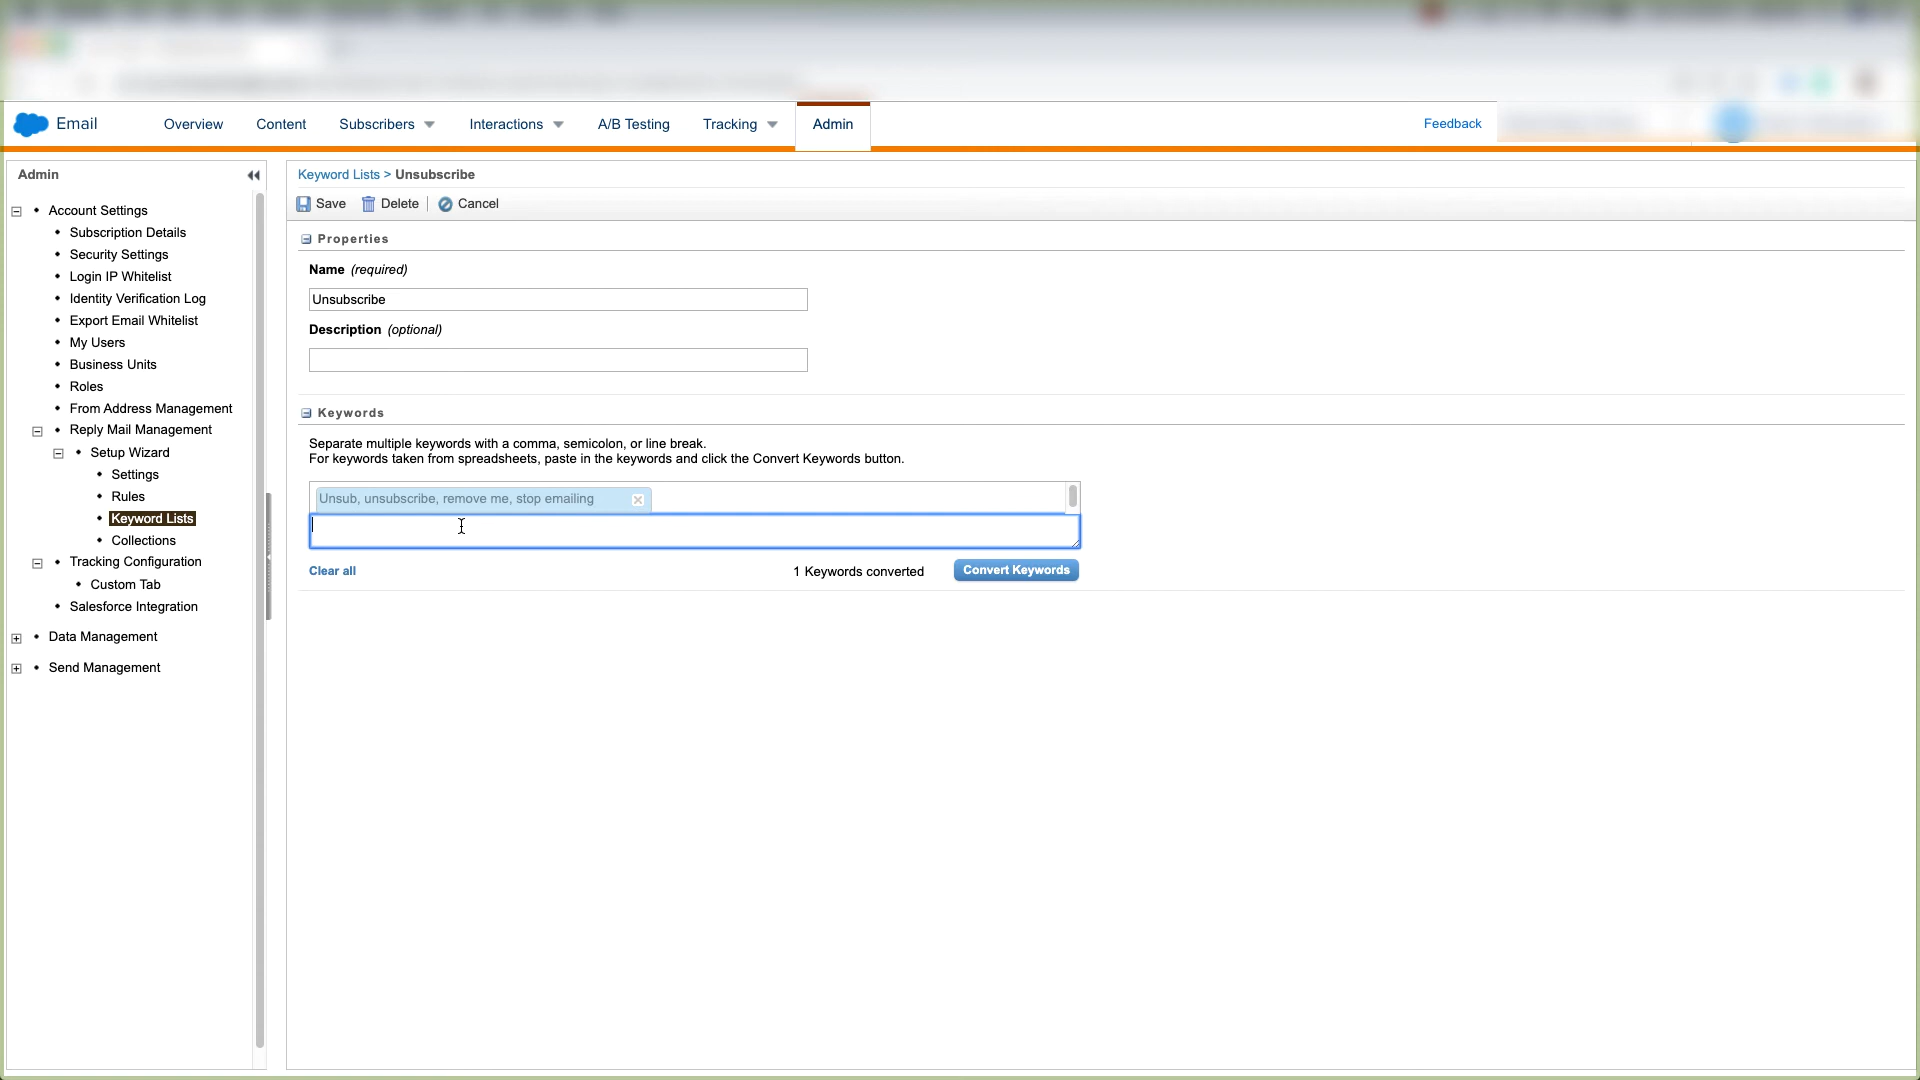 Email
Overview
Content
Subscribers
Interactions
A/B Testing
Tracking
Admin
Feedback
Admin
Account Settings
Subscription Details
Security Settings
Login IP Whitelist
Identity Verification Log
Export Email Whitelist
My Users
Business Units
Roles
From Address Management
Reply Mail Management
Setup Wizard
Settings
Rules
Keyword Lists
Collections
Tracking Configuration
Custom Tab
Salesforce Integration
Data Management
Send Management
Keyword Lists > Unsubscribe
Save
Delete
Cancel
Properties
Name (required)
Unsubscribe
Description (optional)
Keywords
Separate multiple keywords with a comma, semicolon, or line break.
For keywords taken from spreadsheets, paste in the keywords and click the Convert Keywords button.
Unsub, unsubscribe, remove me, stop emailing
Clear all
1 Keywords converted
Convert Keywords